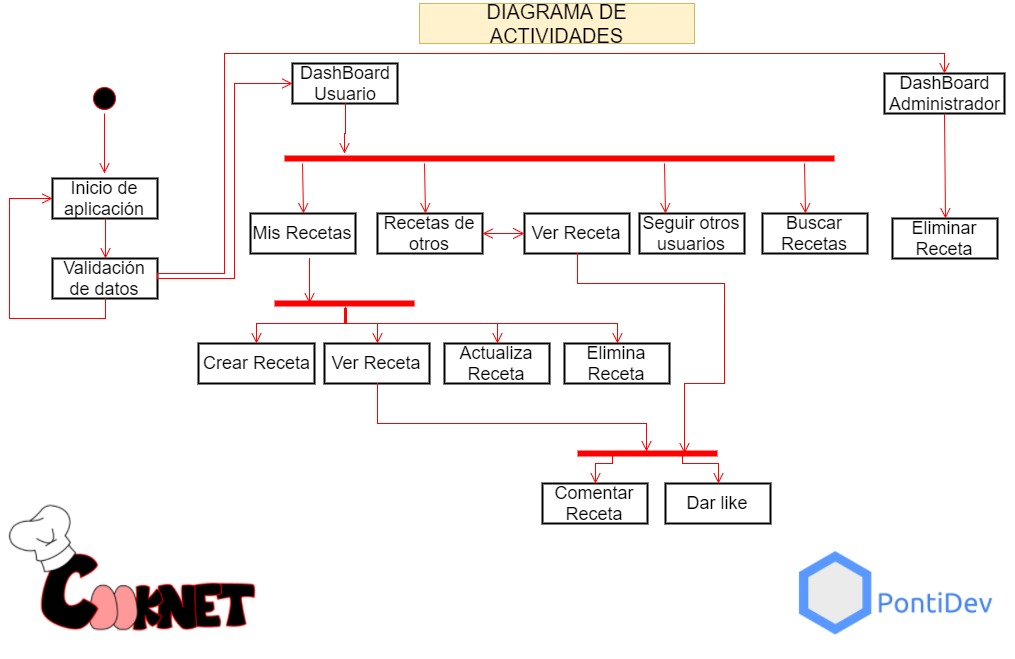 DIAGRAMA DE
ACTIVIDADES
DashBoard
Usuario
DashBoard
Administrador
Inicio de
aplicación
Mis Recetas
Recetas de
otros
Ver Receta
Seguir otros
usuarios
Buscar
Recetas
Eliminar
Receta
Validación
de datos
Crear Receta
Ver Receta
Actualiza
Receta
Elimina
Receta
Comentar
Receta
Dar like
COOKNET
PontiDev